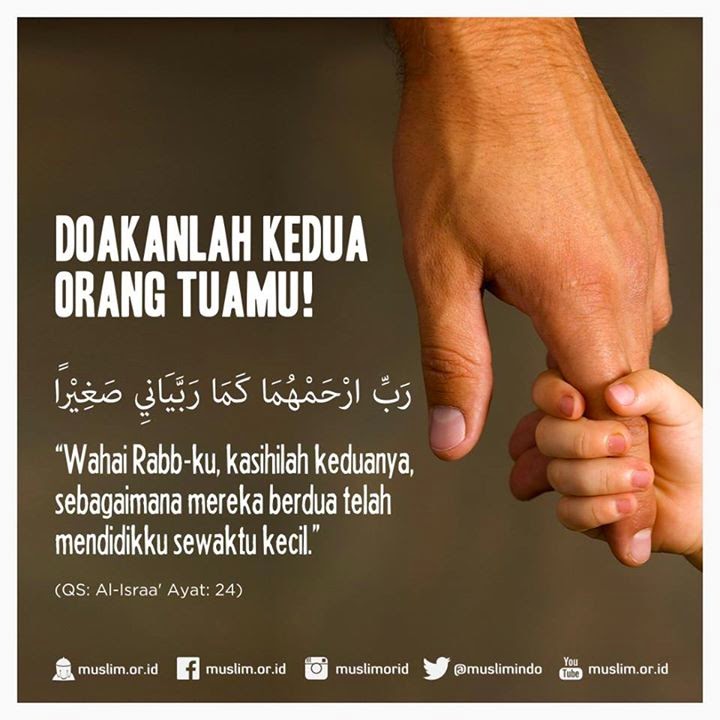 DOAKANLAH KEDUA
ORANG TUAMU!
رَبِّ ارْحَمْهُمَا كَمَا رَبَّيَانِي صَغِيْرًا
"Wahai Rabb-ku, kasihilah keduanya,
sebagaimana mereka berdua telah
mendidikku sewaktu kecil."
(QS: Al-Israa' Ayat: 24)
muslim.or.id muslim.or.id muslimorid @muslimindo You Tube muslim.or.id